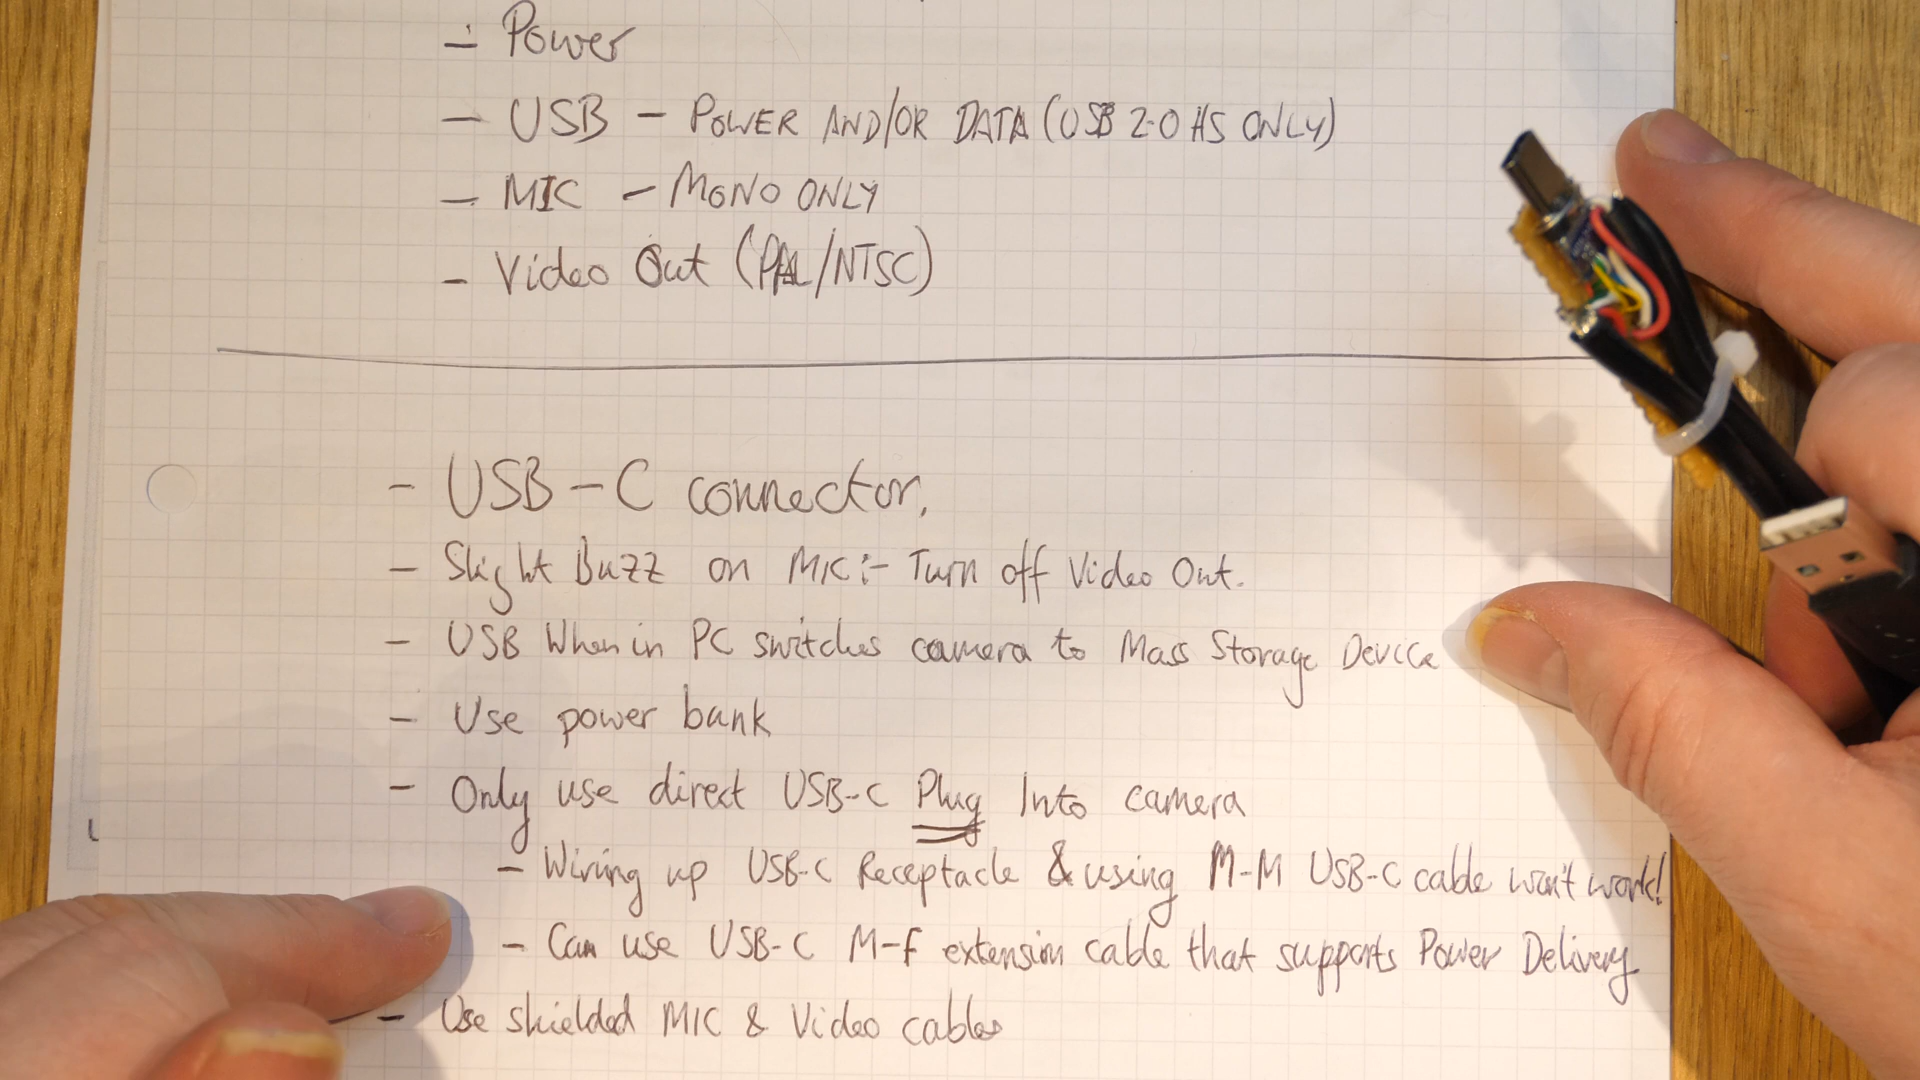 - Power
- USB - POWER AND/OR DATA (USB 2.0 HS ONLY)
- MIC - MONO ONLY
- Video Out (PAL/NTSC)
- USB-C connector.
- Slight Buzz on MIC:- Turn off Video Out.
- USB When in PC switches camera to Mass Storage Device
- Use power bank
- Only use direct USB-C Plug Into camera
- Wiring up USB-C Receptacle & using M-M USB-C cable won't work!
- Can use USB-C M-F extension cable that supports Power Delivery
- Use shielded MIC & Video cables